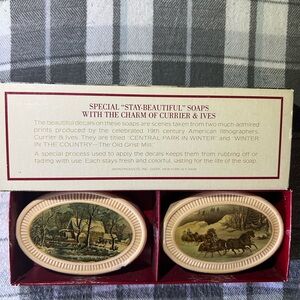 SPECIAL "STAY-BEAUTIFUL" SOAPS
WITH THE CHARM OF CURRIER & IVES
The beautiful decals on these soaps are scenes taken from two much-admired
prints produced by the celebrated 19th century American lithographers,
Currier & Ives. They are titled "CENTRAL PARK IN WINTER" and "WINTER
IN THE COUNTRY—The Old Grist Mill."
A special process used to apply the decals keeps them from rubbing off or
fading with use. Each stays fresh and colorful, lasting for the life of the soap.